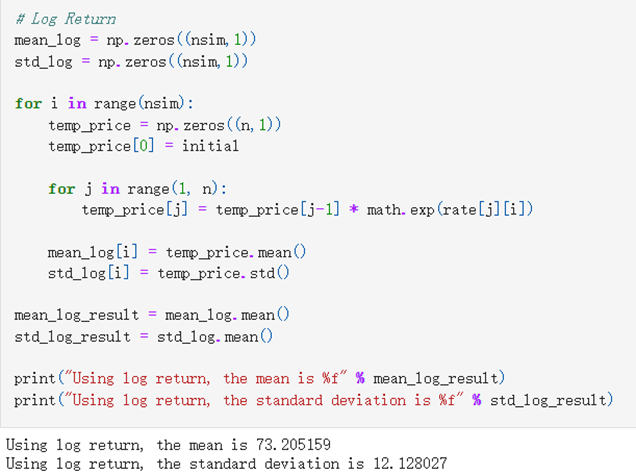 # Log Return
mean_log = np.zeros((nsim,1))
std_log = np.zeros((nsim,1))
for i in range(nsim):
    temp_price = np.zeros((n,1))
    temp_price[0] = initial
    for j in range(1, n):
        temp_price[j] = temp_price[j-1] * math.exp(rate[j][i])
    mean_log[i] = temp_price.mean()
    std_log[i] = temp_price.std()
mean_log_result = mean_log.mean()
std_log_result = std_log.mean()
print("Using log return, the mean is %f" % mean_log_result)
print("Using log return, the standard deviation is %f" % std_log_result)
Using log return, the mean is 73.205159
Using log return, the standard deviation is 12.128027